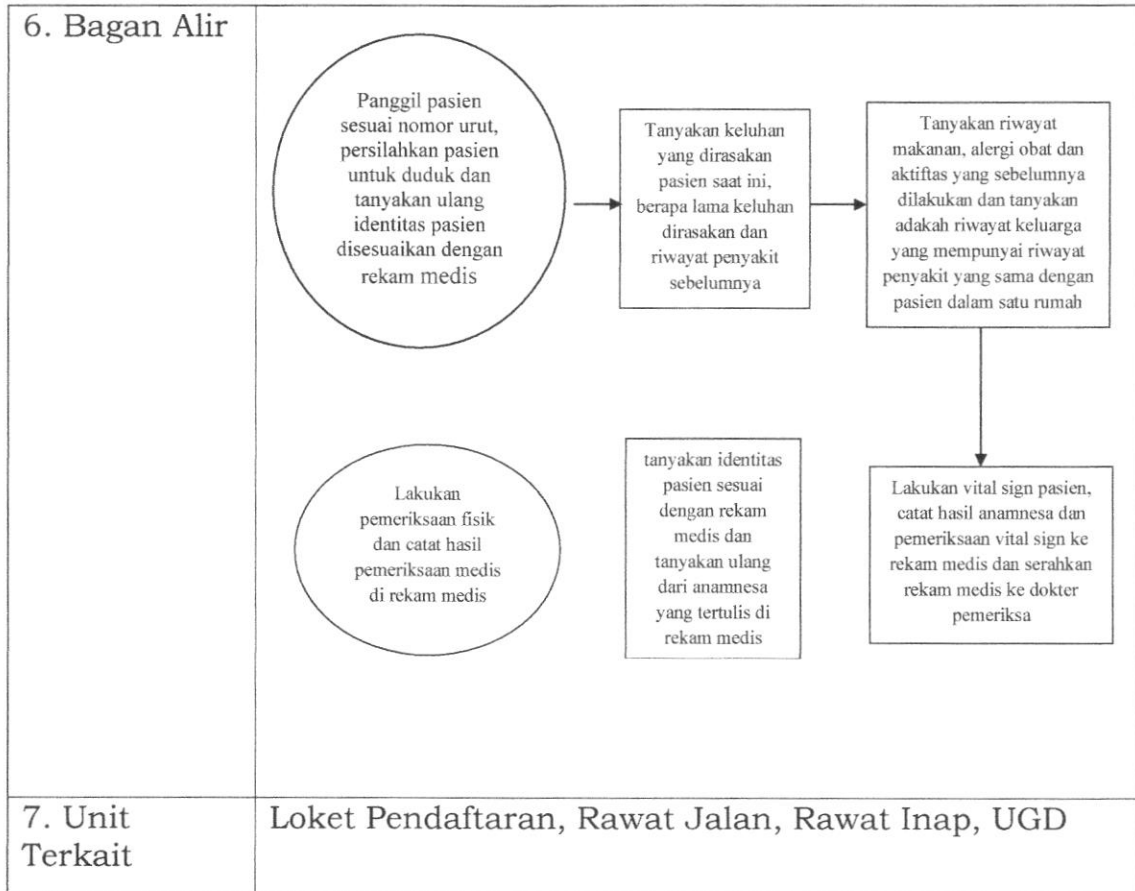 6. Bagan Alir
Panggil pasien
sesuai nomor urut,
persilahkan pasien
untuk duduk dan
tanyakan ulang
identitas pasien
disesuaikan dengan
rekam medis
Tanyakan keluhan
yang dirasakan
pasien saat ini,
berapa lama keluhan
dirasakan dan
riwayat penyakit
sebelumnya
Tanyakan riwayat
makanan, alergi obat dan
aktiftas yang sebelumnya
dilakukan dan tanyakan
adakah riwayat keluarga
yang mempunyai riwayat
penyakit yang sama dengan
pasien dalam satu rumah
Lakukan vital sign pasien,
catat hasil anamnesa dan
pemeriksaan vital sign ke
rekam medis dan serahkan
rekam medis ke dokter
pemeriksa
tanyakan identitas
pasien sesuai
dengan rekam
medis dan
tanyakan ulang
dari anamnesa
yang tertulis di
rekam medis
Lakukan
pemeriksaan fisik
dan catat hasil
pemeriksaan medis
di rekam medis
7. Unit
Terkait
Loket Pendaftaran, Rawat Jalan, Rawat Inap, UGD